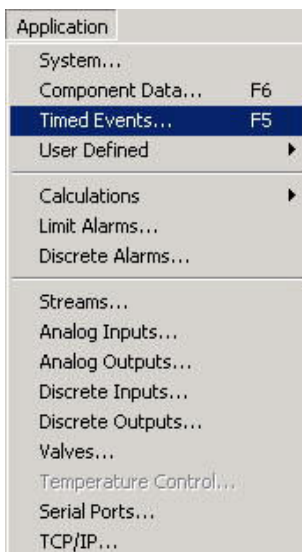 Application
System...
Component Data... F6
Timed Events... F5
User Defined
Calculations
Limit Alarms...
Discrete Alarms...
Streams...
Analog Inputs...
Analog Outputs...
Discrete Inputs...
Discrete Outputs...
Valves...
Temperature Control...
Serial Ports...
TCP/IP...